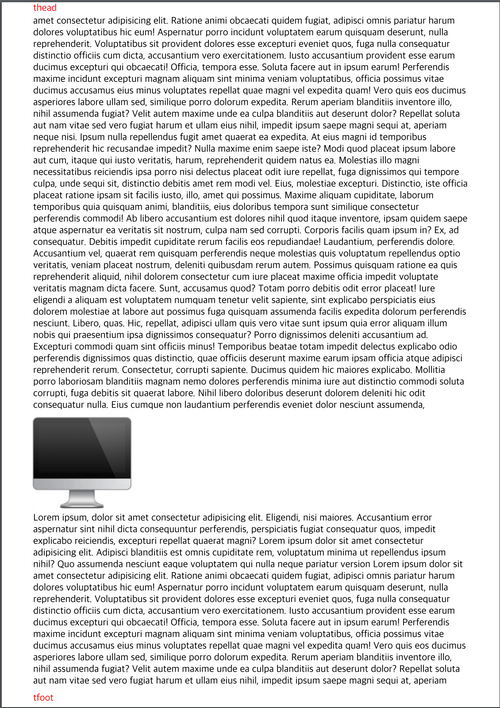 thead
amet consectetur adipisicing elit. Ratione animi obcaecati quidem fugiat, adipisci omnis pariatur harum
dolores voluptatibus hic eum! Aspernatur porro incidunt voluptatem earum quisquam deserunt, nulla
reprehenderit. Voluptatibus sit provident dolores esse excepturi eveniet quos, fuga nulla consequatur
distinctio officiis cum dicta, accusantium vero exercitationem. Iusto accusantium provident esse earum
ducimus excepturi qui obcaecati! Officia, tempora esse. Soluta facere aut in ipsum earum! Perferendis
maxime incidunt excepturi magnam aliquam sint minima veniam voluptatibus, officia possimus vitae
ducimus accusamus eius minus voluptates repellat quae magni vel expedita quam! Vero quis eos ducimus
asperiores labore ullam sed, similique porro dolorum expedita. Rerum aperiam blanditiis inventore illo,
nihil assumenda fugiat? Velit autem maxime unde ea culpa blanditiis aut deserunt dolor? Repellat soluta
aut nam vitae sed vero fugiat harum et ullam eius nihil, impedit ipsum saepe magni sequi at, aperiam
neque nisi. Ipsum nulla repellendus fugit amet quaerat ea expedita. At eius magni id temporibus
reprehenderit hic recusandae impedit? Nulla maxime enim saepe iste? Modi quod placeat ipsum labore
aut cum, itaque qui iusto veritatis, harum, reprehenderit quidem natus ea. Molestias illo magni
necessitatibus reiciendis ipsa porro nisi delectus placeat odit iure repellat, fuga dignissimos qui tempore
culpa, unde sequi sit, distinctio debitis amet rem modi vel. Eius, molestiae excepturi. Distinctio, iste officia
placeat ratione ipsam sit facilis iusto, illo, amet qui possimus. Maxime aliquam cupiditate, laborum
temporibus quia quisquam animi, blanditiis, eius doloribus tempora sunt similique consectetur
perferendis commodi! Ab libero accusantium est dolores nihil quod itaque inventore, ipsam quidem saepe
atque aspernatur ea veritatis sit nostrum, culpa nam sed corrupti. Corporis facilis quam ipsum in? Ex, ad
consequatur. Debitis impedit cupiditate rerum facilis eos repudiandae! Laudantium, perferendis dolore.
Accusantium vel, quaerat rem quisquam perferendis neque molestias quis voluptatum repellendus optio
veritatis, veniam placeat nostrum, deleniti quibusdam rerum autem. Possimus quisquam ratione ea quis
reprehenderit aliquid, nihil dolorem consectetur cum iure placeat maxime officia impedit voluptate
veritatis magnam dicta facere. Sunt, accusamus quod? Totam porro debitis odit error placeat! Iure
eligendi a aliquam est voluptatem numquam tenetur velit sapiente, sint explicabo perspiciatis eius
dolorem molestiae at labore aut possimus fuga quisquam assumenda facilis expedita dolorum perferendis
nesciunt. Libero, quas. Hic, repellat, adipisci ullam quis vero vitae sunt ipsum quia error aliquam illum
nobis qui praesentium ipsa dignissimos consequatur? Porro dignissimos deleniti accusantium ad.
Excepturi commodi quam sint officiis minus! Temporibus beatae totam impedit delectus explicabo odio
perferendis dignissimos quas distinctio, quae officiis deserunt maxime earum ipsam officia atque adipisci
reprehenderit rerum. Consectetur, corrupti sapiente. Ducimus quidem hic maiores explicabo. Mollitia
porro laboriosam blanditiis magnam nemo dolores perferendis minima iure aut distinctio commodi soluta
corrupti, fuga debitis sit quaerat labore. Nihil libero doloribus deserunt dolorem deleniti hic odit
consequatur nulla. Eius cumque non laudantium perferendis eveniet dolor nesciunt assumenda,
Lorem ipsum, dolor sit amet consectetur adipisicing elit. Eligendi, nisi maiores. Accusantium error
aspernatur sint nihil dicta consequuntur perferendis, perspiciatis fugiat consequatur quos, impedit
explicabo reiciendis, excepturi repellat quaerat magni? Lorem ipsum dolor sit amet consectetur
adipisicing elit. Adipisci blanditiis est omnis cupiditate rem, voluptatum minima ut repellendus ipsum
nihil? Quo assumenda nesciunt eaque voluptatem qui nulla neque pariatur version Lorem ipsum dolor sit
amet consectetur adipisicing elit. Ratione animi obcaecati quidem fugiat, adipisci omnis pariatur harum
dolores voluptatibus hic eum! Aspernatur porro incidunt voluptatem earum quisquam deserunt, nulla
reprehenderit. Voluptatibus sit provident dolores esse excepturi eveniet quos, fuga nulla consequatur
distinctio officiis cum dicta, accusantium vero exercitationem. Iusto accusantium provident esse earum
ducimus excepturi qui obcaecati! Officia, tempora esse. Soluta facere aut in ipsum earum! Perferendis
maxime incidunt excepturi magnam aliquam sint minima veniam voluptatibus, officia possimus vitae
ducimus accusamus eius minus voluptates repellat quae magni vel expedita quam! Vero quis eos ducimus
asperiores labore ullam sed, similique porro dolorum expedita. Rerum aperiam blanditiis inventore illo,
nihil assumenda fugiat? Velit autem maxime unde ea culpa blanditiis aut deserunt dolor? Repellat soluta
aut nam vitae sed vero fugiat harum et ullam eius nihil, impedit ipsum saepe magni sequi at, aperiam
tfoot